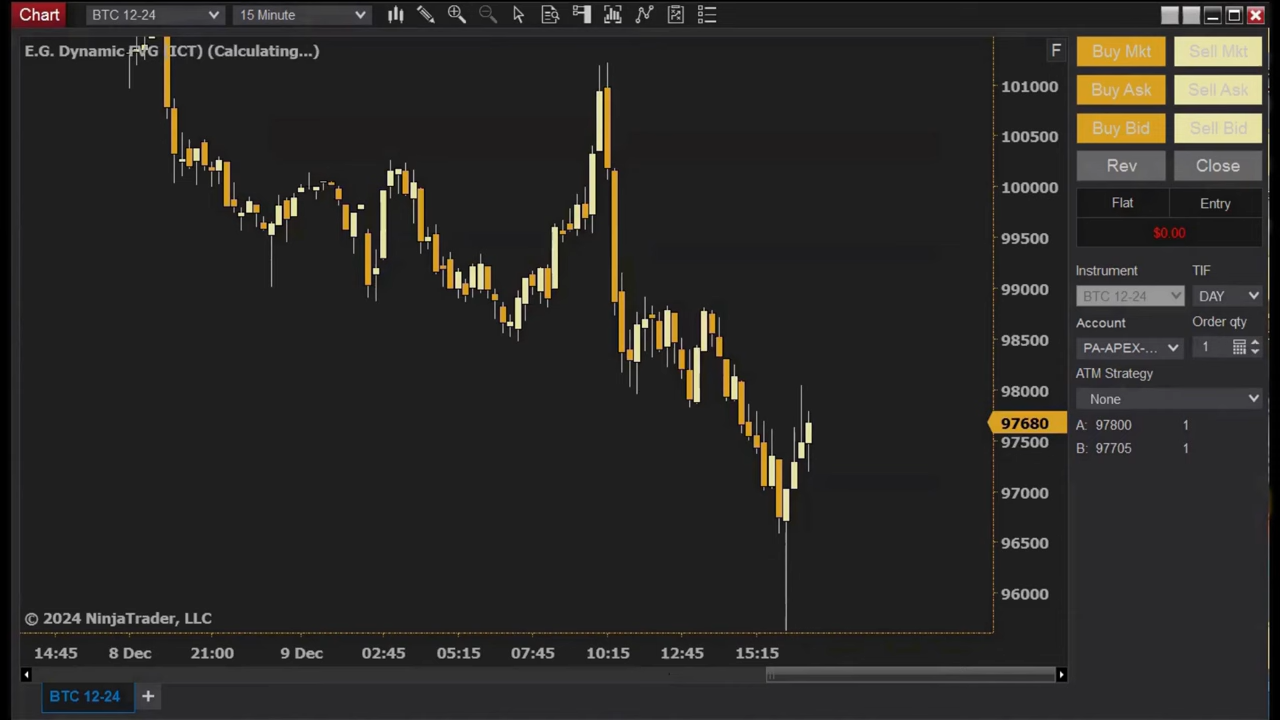 Chart BTC 12-24 15 Minute
E.G. Dynamic FVG (ICT) (Calculating...)
F
Buy Mkt Sell Mkt
Buy Ask Sell Ask
Buy Bid Sell Bid
Rev Close
Flat Entry
$0.00
Instrument TIF
BTC 12-24 DAY
Account Order qty
PA-APEX-... 1
ATM Strategy
None
A: 97800 1
B: 97705 1
101000
100500
100000
99500
99000
98500
98000
97680
97500
97000
96500
96000
© 2024 NinjaTrader, LLC
14:45 8 Dec 21:00 9 Dec 02:45 05:15 07:45 10:15 12:45 15:15
BTC 12-24 +